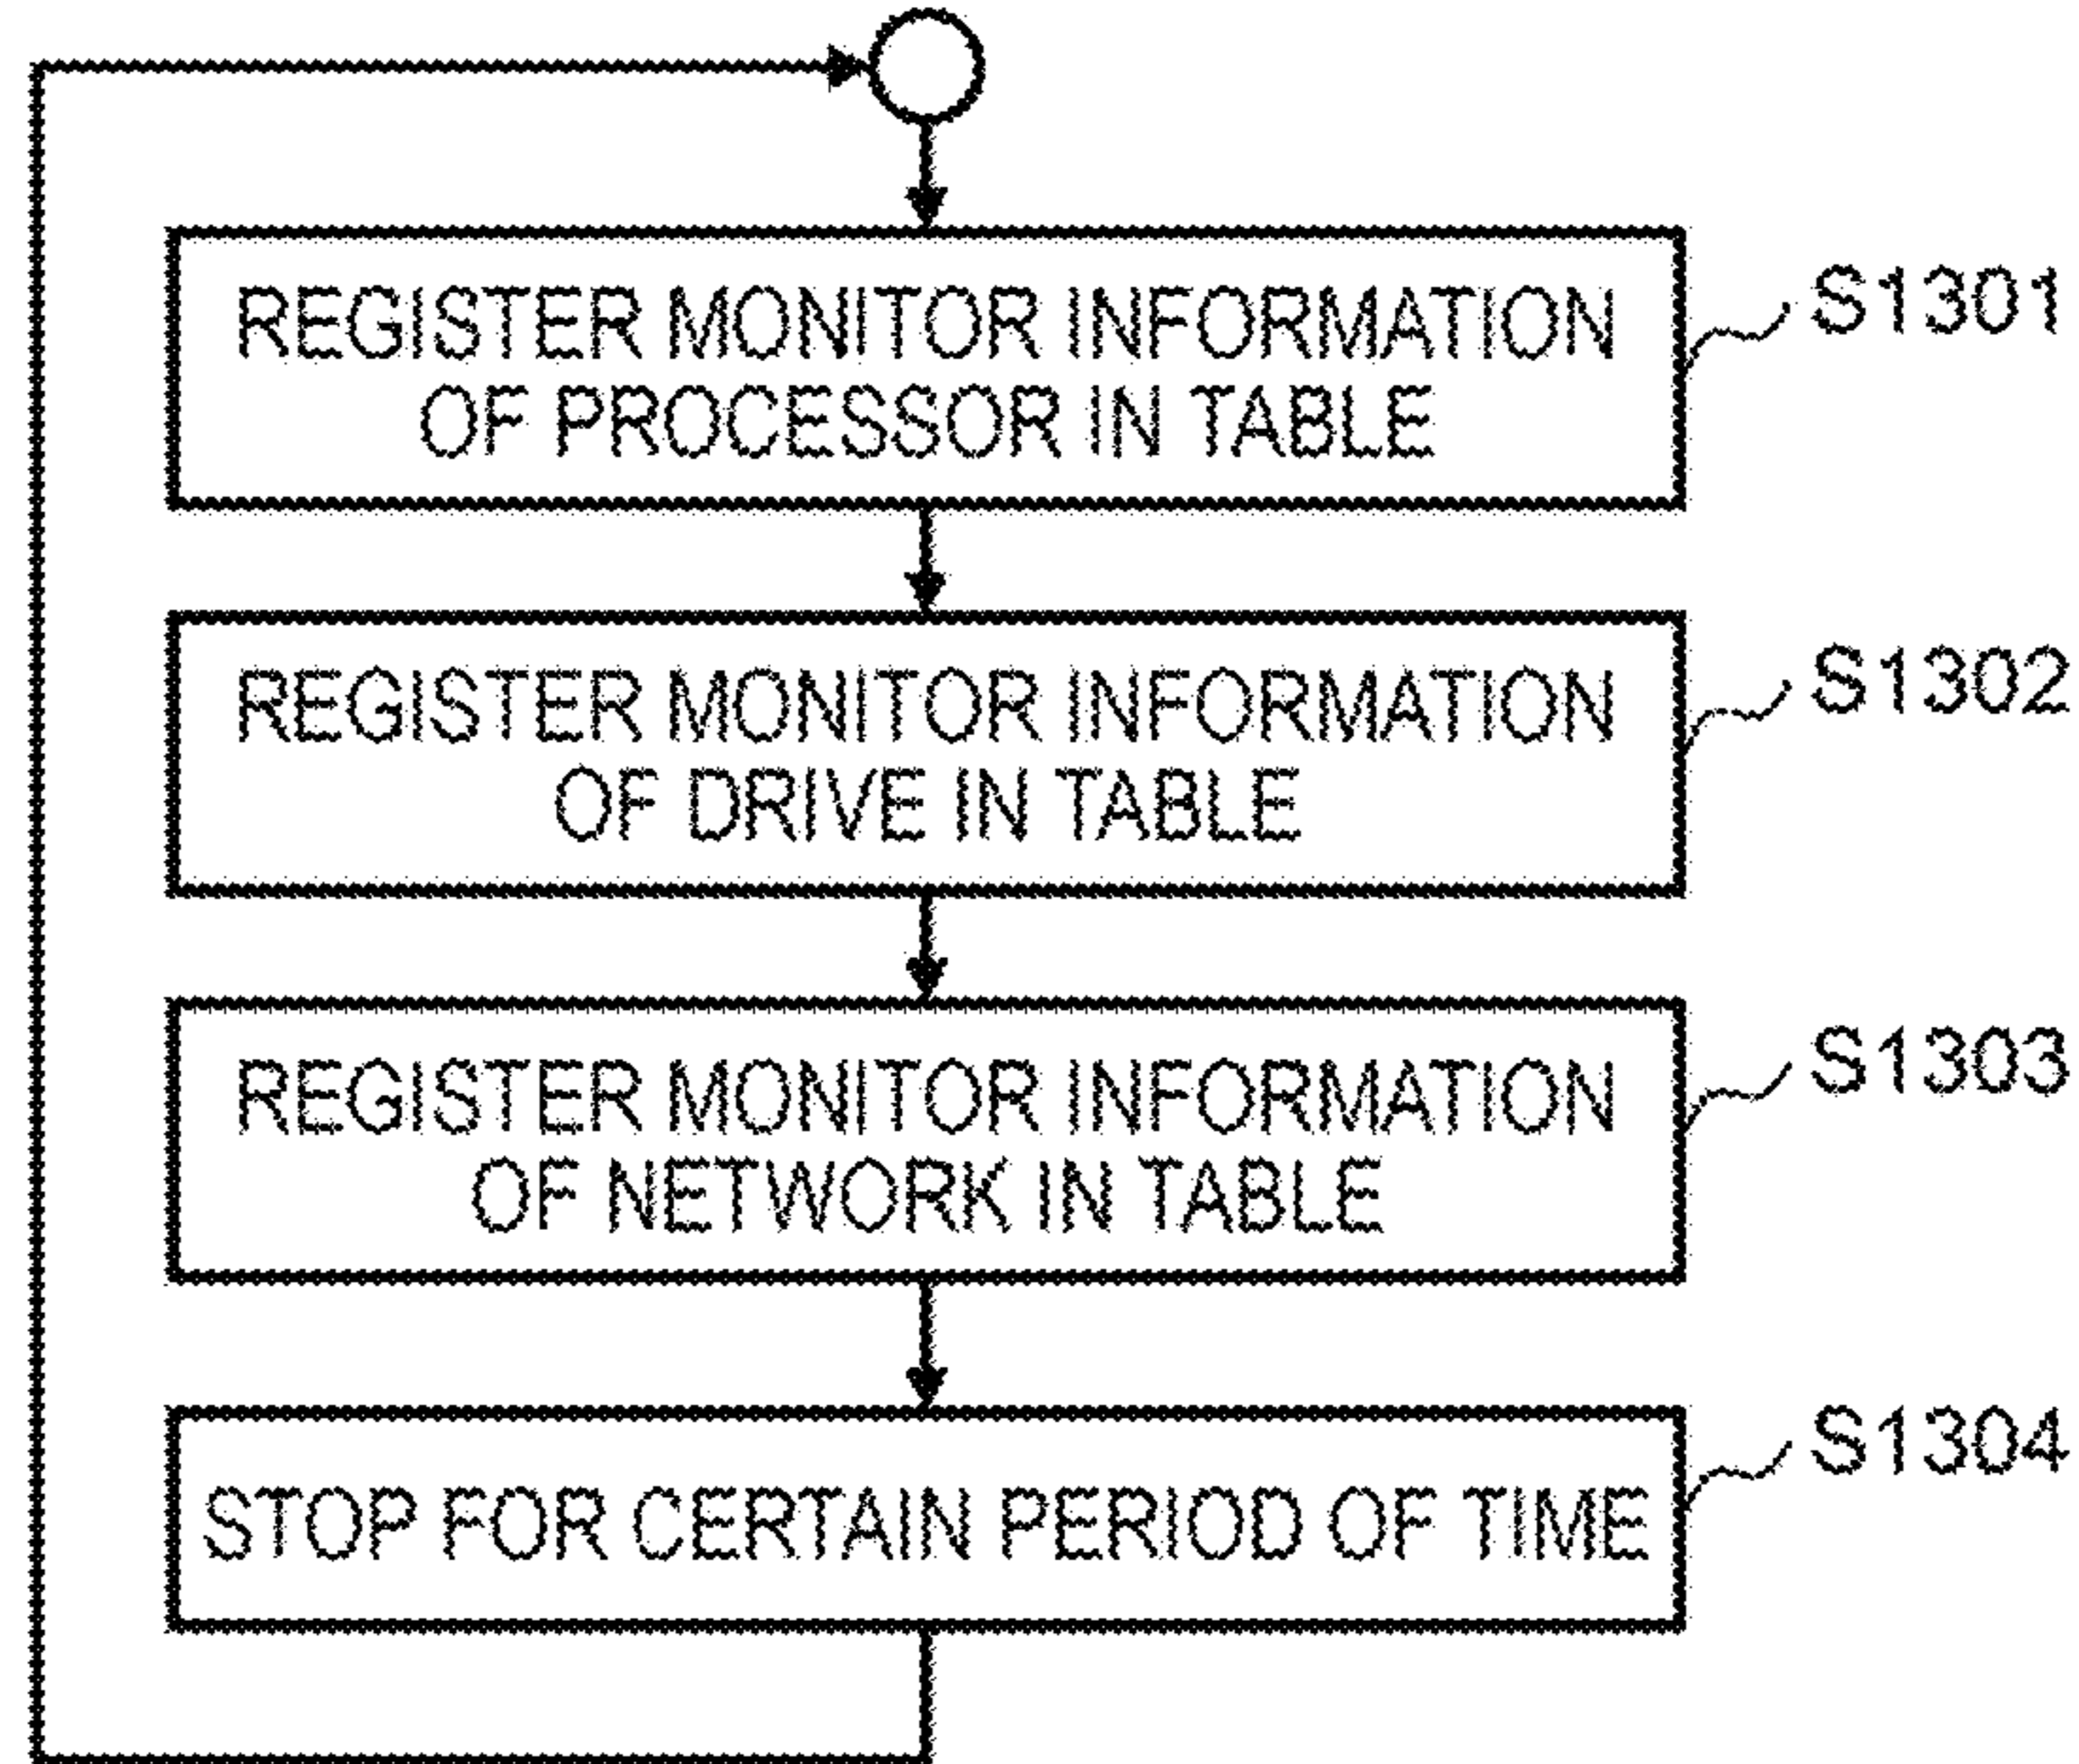 REGISTER MONITOR INFORMATION
OF PROCESSOR IN TABLE
S1301
REGISTER MONITOR INFORMATION
OF DRIVE IN TABLE
S1302
REGISTER MONITOR INFORMATION
OF NETWORK IN TABLE
S1303
STOP FOR CERTAIN PERIOD OF TIME
S1304